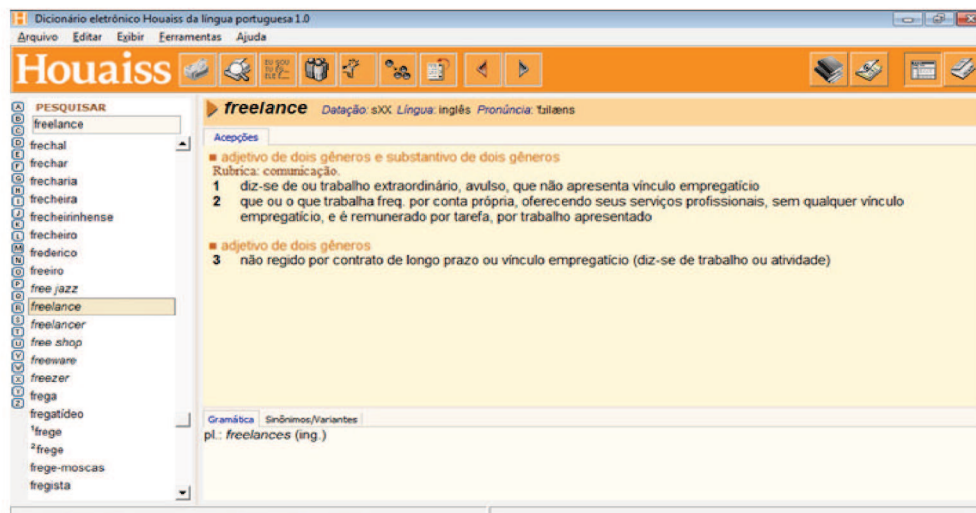 Dicionário eletrônico Houaiss da língua portuguesa 1.0
Arquivo Editar Exibir Ferramentas Ajuda
Houaiss
PESQUISAR
freelance
frechal
frechar
frecharia
frecheira
frecheirinhense
frecheiro
frederico
freeiro
free jazz
freelance
freelancer
free shop
freeware
freezer
frega
fregatídeo
¹frege
²frege
frege-moscas
fregista
freelance Datação: sXX Língua: inglês Pronúncia:
Acepções
■ adjetivo de dois gêneros e substantivo de dois gêneros
Rubrica: comunicação.
1 diz-se de ou trabalho extraordinário, avulso, que não apresenta vínculo empregatício
2 que ou o que trabalha freq. por conta própria, oferecendo seus serviços profissionais, sem qualquer vínculo
empregatício, e é remunerado por tarefa, por trabalho apresentado
■ adjetivo de dois gêneros
3 não regido por contrato de longo prazo ou vínculo empregatício (diz-se de trabalho ou atividade)
Gramática Sinônimos/Variantes
pl.: freelances (ing.)